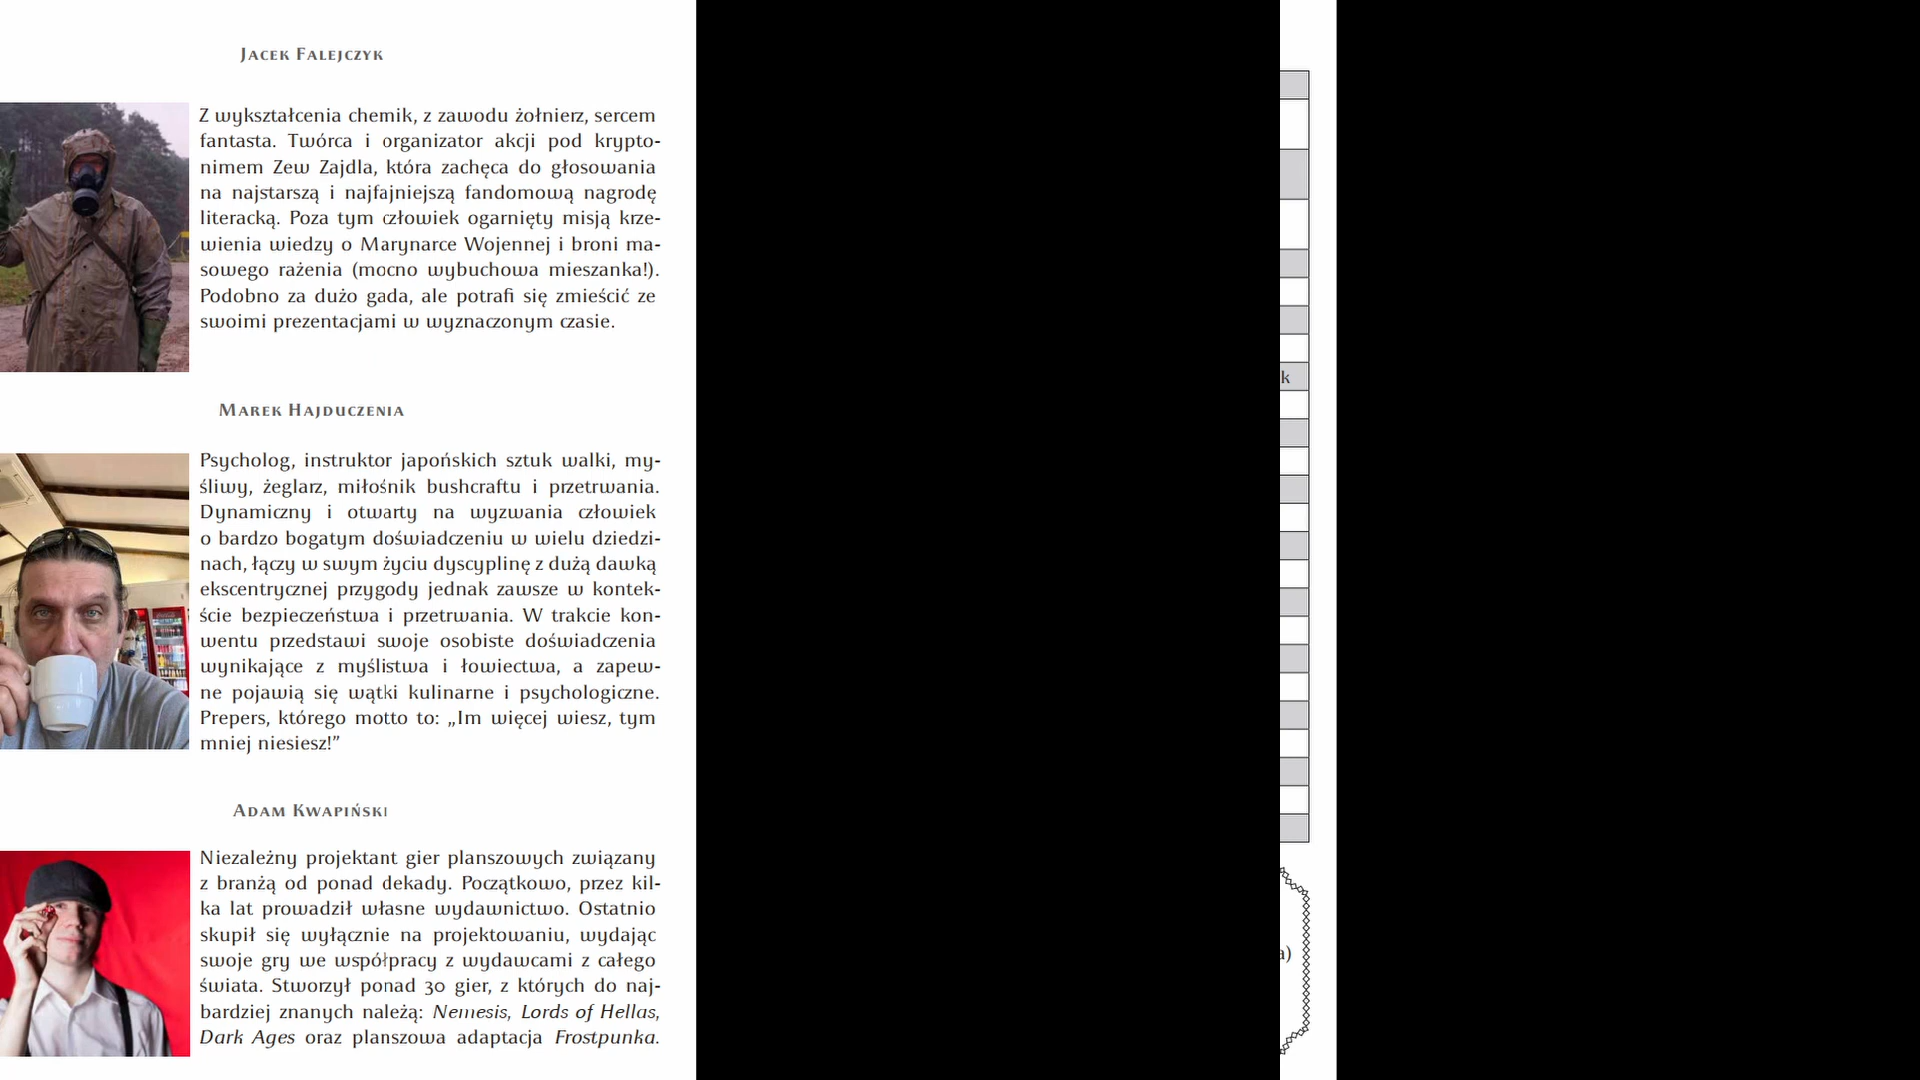 Jacek Falejczyk
Z wykształcenia chemik, z zawodu żołnierz, sercem
fantasta. Twórca i organizator akcji pod krypto-
nimem Zew Zajdla, która zachęca do głosowania
na najstarszą i najfajniejszą fandomową nagrodę
literacką. Poza tym człowiek ogarnięty misją krze-
wienia wiedzy o Marynarce Wojennej i broni ma-
sowego rażenia (mocno wybuchowa mieszanka!).
Podobno za dużo gada, ale potrafi się zmieścić ze
swoimi prezentacjami w wyznaczonym czasie.
Marek Hajduczenia
Psycholog, instruktor japońskich sztuk walki, my-
śliwy, żeglarz, miłośnik bushcraftu i przetrwania.
Dynamiczny i otwarty na wyzwania człowiek
o bardzo bogatym doświadczeniu w wielu dziedzi-
nach, łączy w swym życiu dyscyplinę z dużą dawką
ekscentrycznej przygody jednak zawsze w kontek-
ście bezpieczeństwa i przetrwania. W trakcie kon-
wentu przedstawi swoje osobiste doświadczenia
wynikające z myślistwa i łowiectwa, a zapew-
ne pojawią się wątki kulinarne i psychologiczne.
Prepers, którego motto to: „Im więcej wiesz, tym
mniej niesiesz!”
Adam Kwapiński
Niezależny projektant gier planszowych związany
z branżą od ponad dekady. Początkowo, przez kil-
ka lat prowadził własne wydawnictwo. Ostatnio
skupił się wyłącznie na projektowaniu, wydając
swoje gry we współpracy z wydawcami z całego
świata. Stworzył ponad 30 gier, z których do naj-
bardziej znanych należą: Nemesis, Lords of Hellas,
Dark Ages oraz planszowa adaptacja Frostpunka.
k
a)